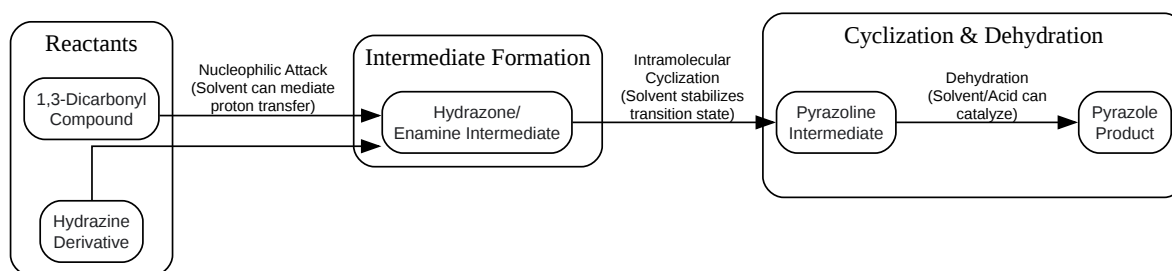 Reactants
1,3-Dicarbonyl
Compound
Hydrazine
Derivative
Nucleophilic Attack
(Solvent can mediate
proton transfer)
Intermediate Formation
Hydrazone/
Enamine Intermediate
Intramolecular
Cyclization
(Solvent stabilizes
transition state)
Cyclization & Dehydration
Pyrazoline
Intermediate
Dehydration
(Solvent/Acid can
catalyze)
Pyrazole
Product